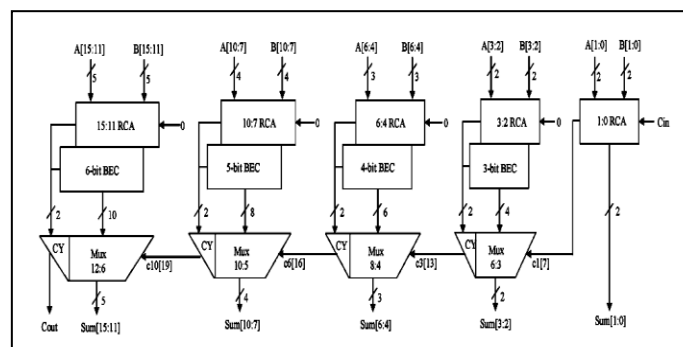 A[15:11] B[15:11] A[10:7] B[10:7] A[6:4] B[6:4] A[3:2] B[3:2] A[1:0] B[1:0]
5 5 4 4 3 3 2 2 2 2
15:11 RCA 0 10:7 RCA 0 6:4 RCA 0 3:2 RCA 0 1:0 RCA Cin
6-bit BEC 5-bit BEC 4-bit BEC 3-bit BEC
2 10 2 8 2 6 2 4 2
CY Mux 12:6 c10[19] CY Mux 10:5 c6[16] CY Mux 8:4 c3[13] CY Mux 6:3 c1[7]
5 4 3 2
Cout Sum[15:11] Sum[10:7] Sum[6:4] Sum[3:2] Sum[1:0]